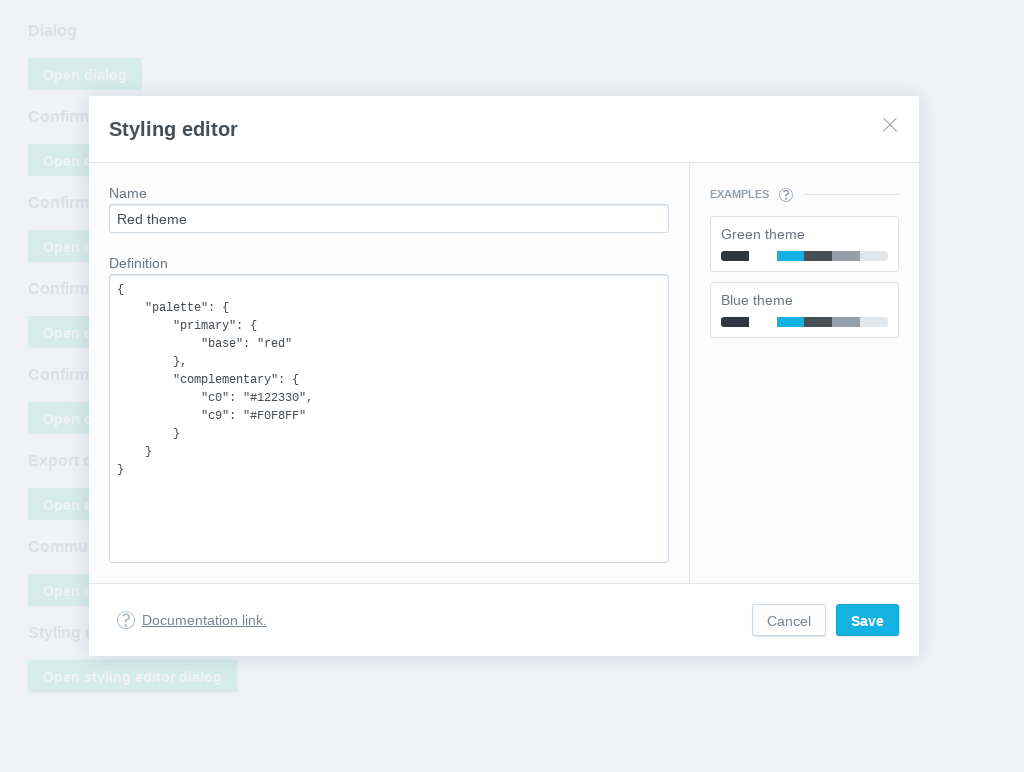 Dialog
Open dialog
Confirm
Open d
Confirm
Open d
Confirm
Open d
Confirm
Open d
Export d
Open d
Commu
Open d
Styling e
Open styling editor dialog
Styling editor
Name
Red theme
Definition
{
    "palette": {
        "primary": {
            "base": "red"
        },
        "complementary": {
            "c0": "#122330",
            "c9": "#F0F8FF"
        }
    }
}
EXAMPLES ?
Green theme
Blue theme
? Documentation link.
Cancel
Save